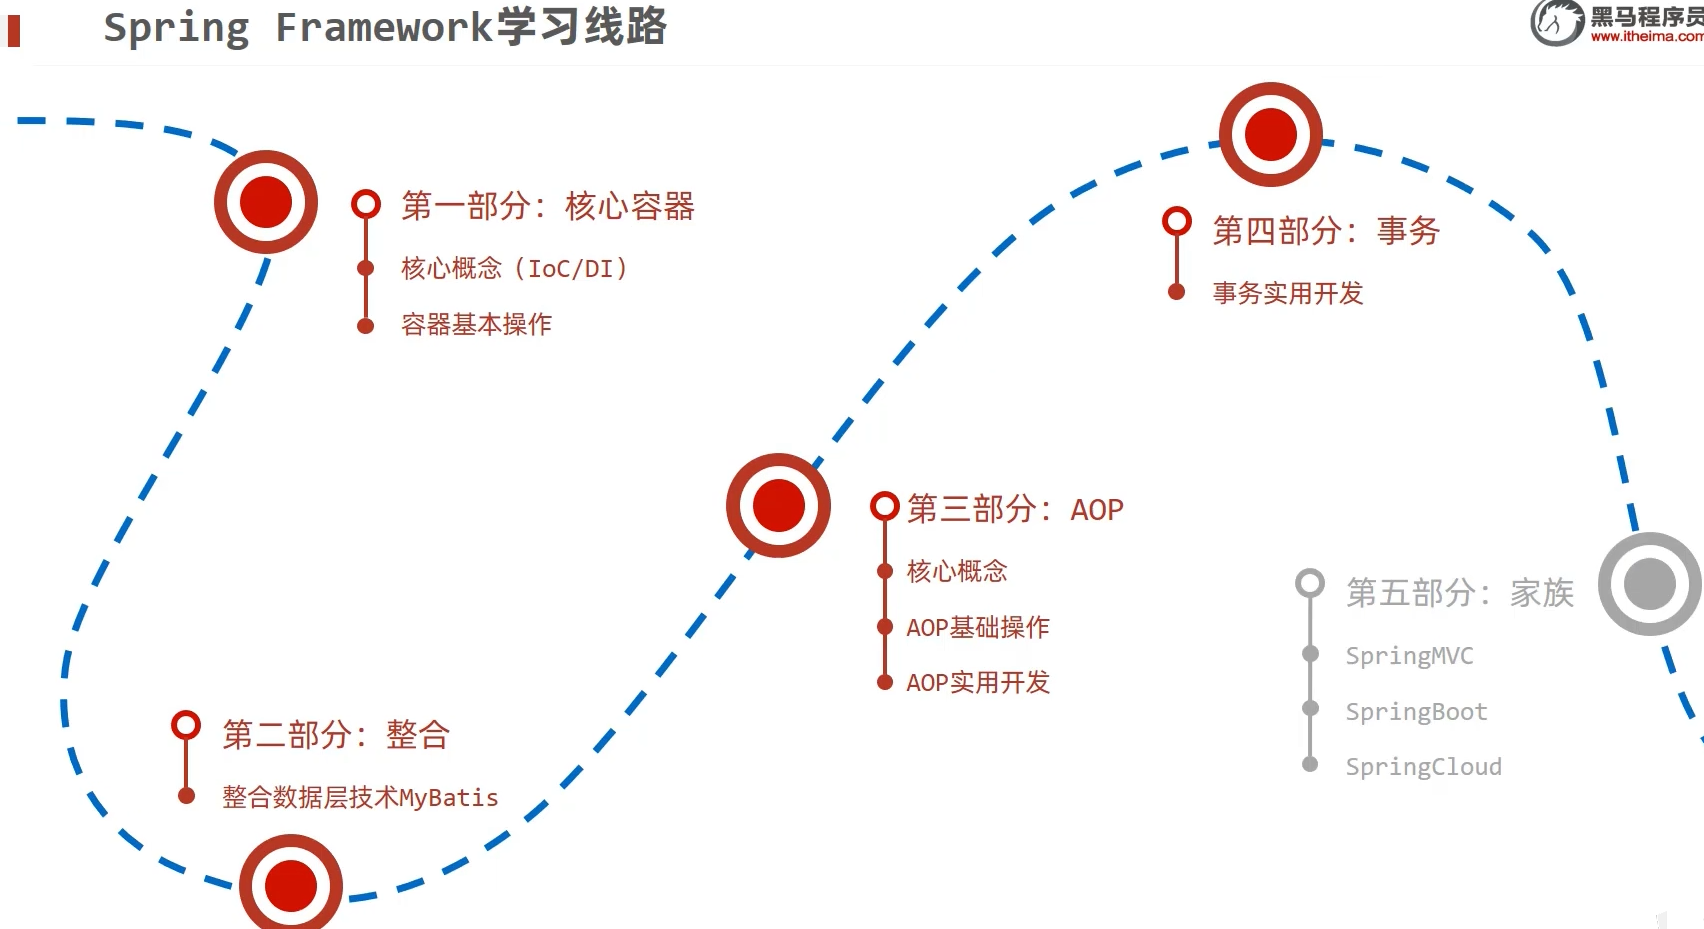 Spring Framework学习线路
黑马程序员
www.itheima.com
第一部分：核心容器
核心概念（IoC/DI）
容器基本操作
第二部分：整合
整合数据层技术MyBatis
第三部分：AOP
核心概念
AOP基础操作
AOP实用开发
第四部分：事务
事务实用开发
第五部分：家族
SpringMVC
SpringBoot
SpringCloud